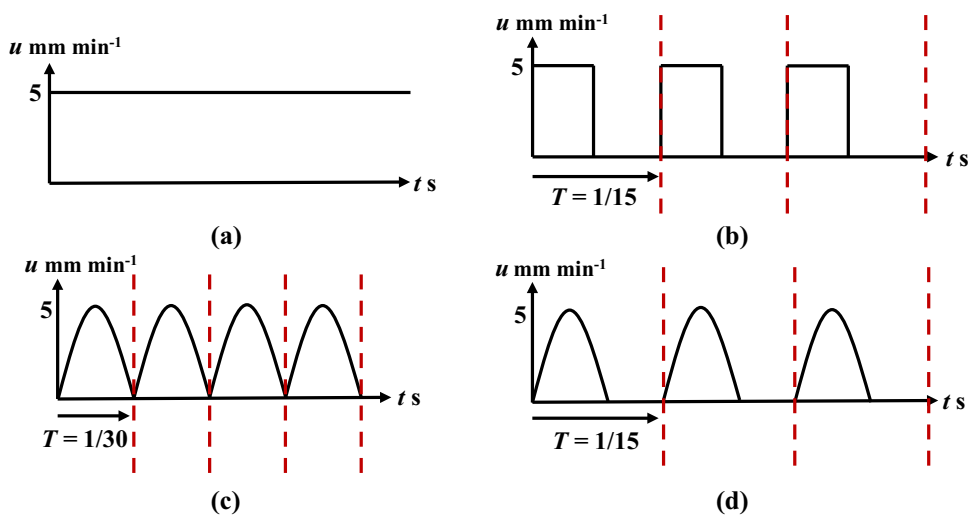 u mm min⁻¹
5
t s
(a)
u mm min⁻¹
5
t s
T = 1/15
(b)
u mm min⁻¹
5
t s
T = 1/30
(c)
u mm min⁻¹
5
t s
T = 1/15
(d)